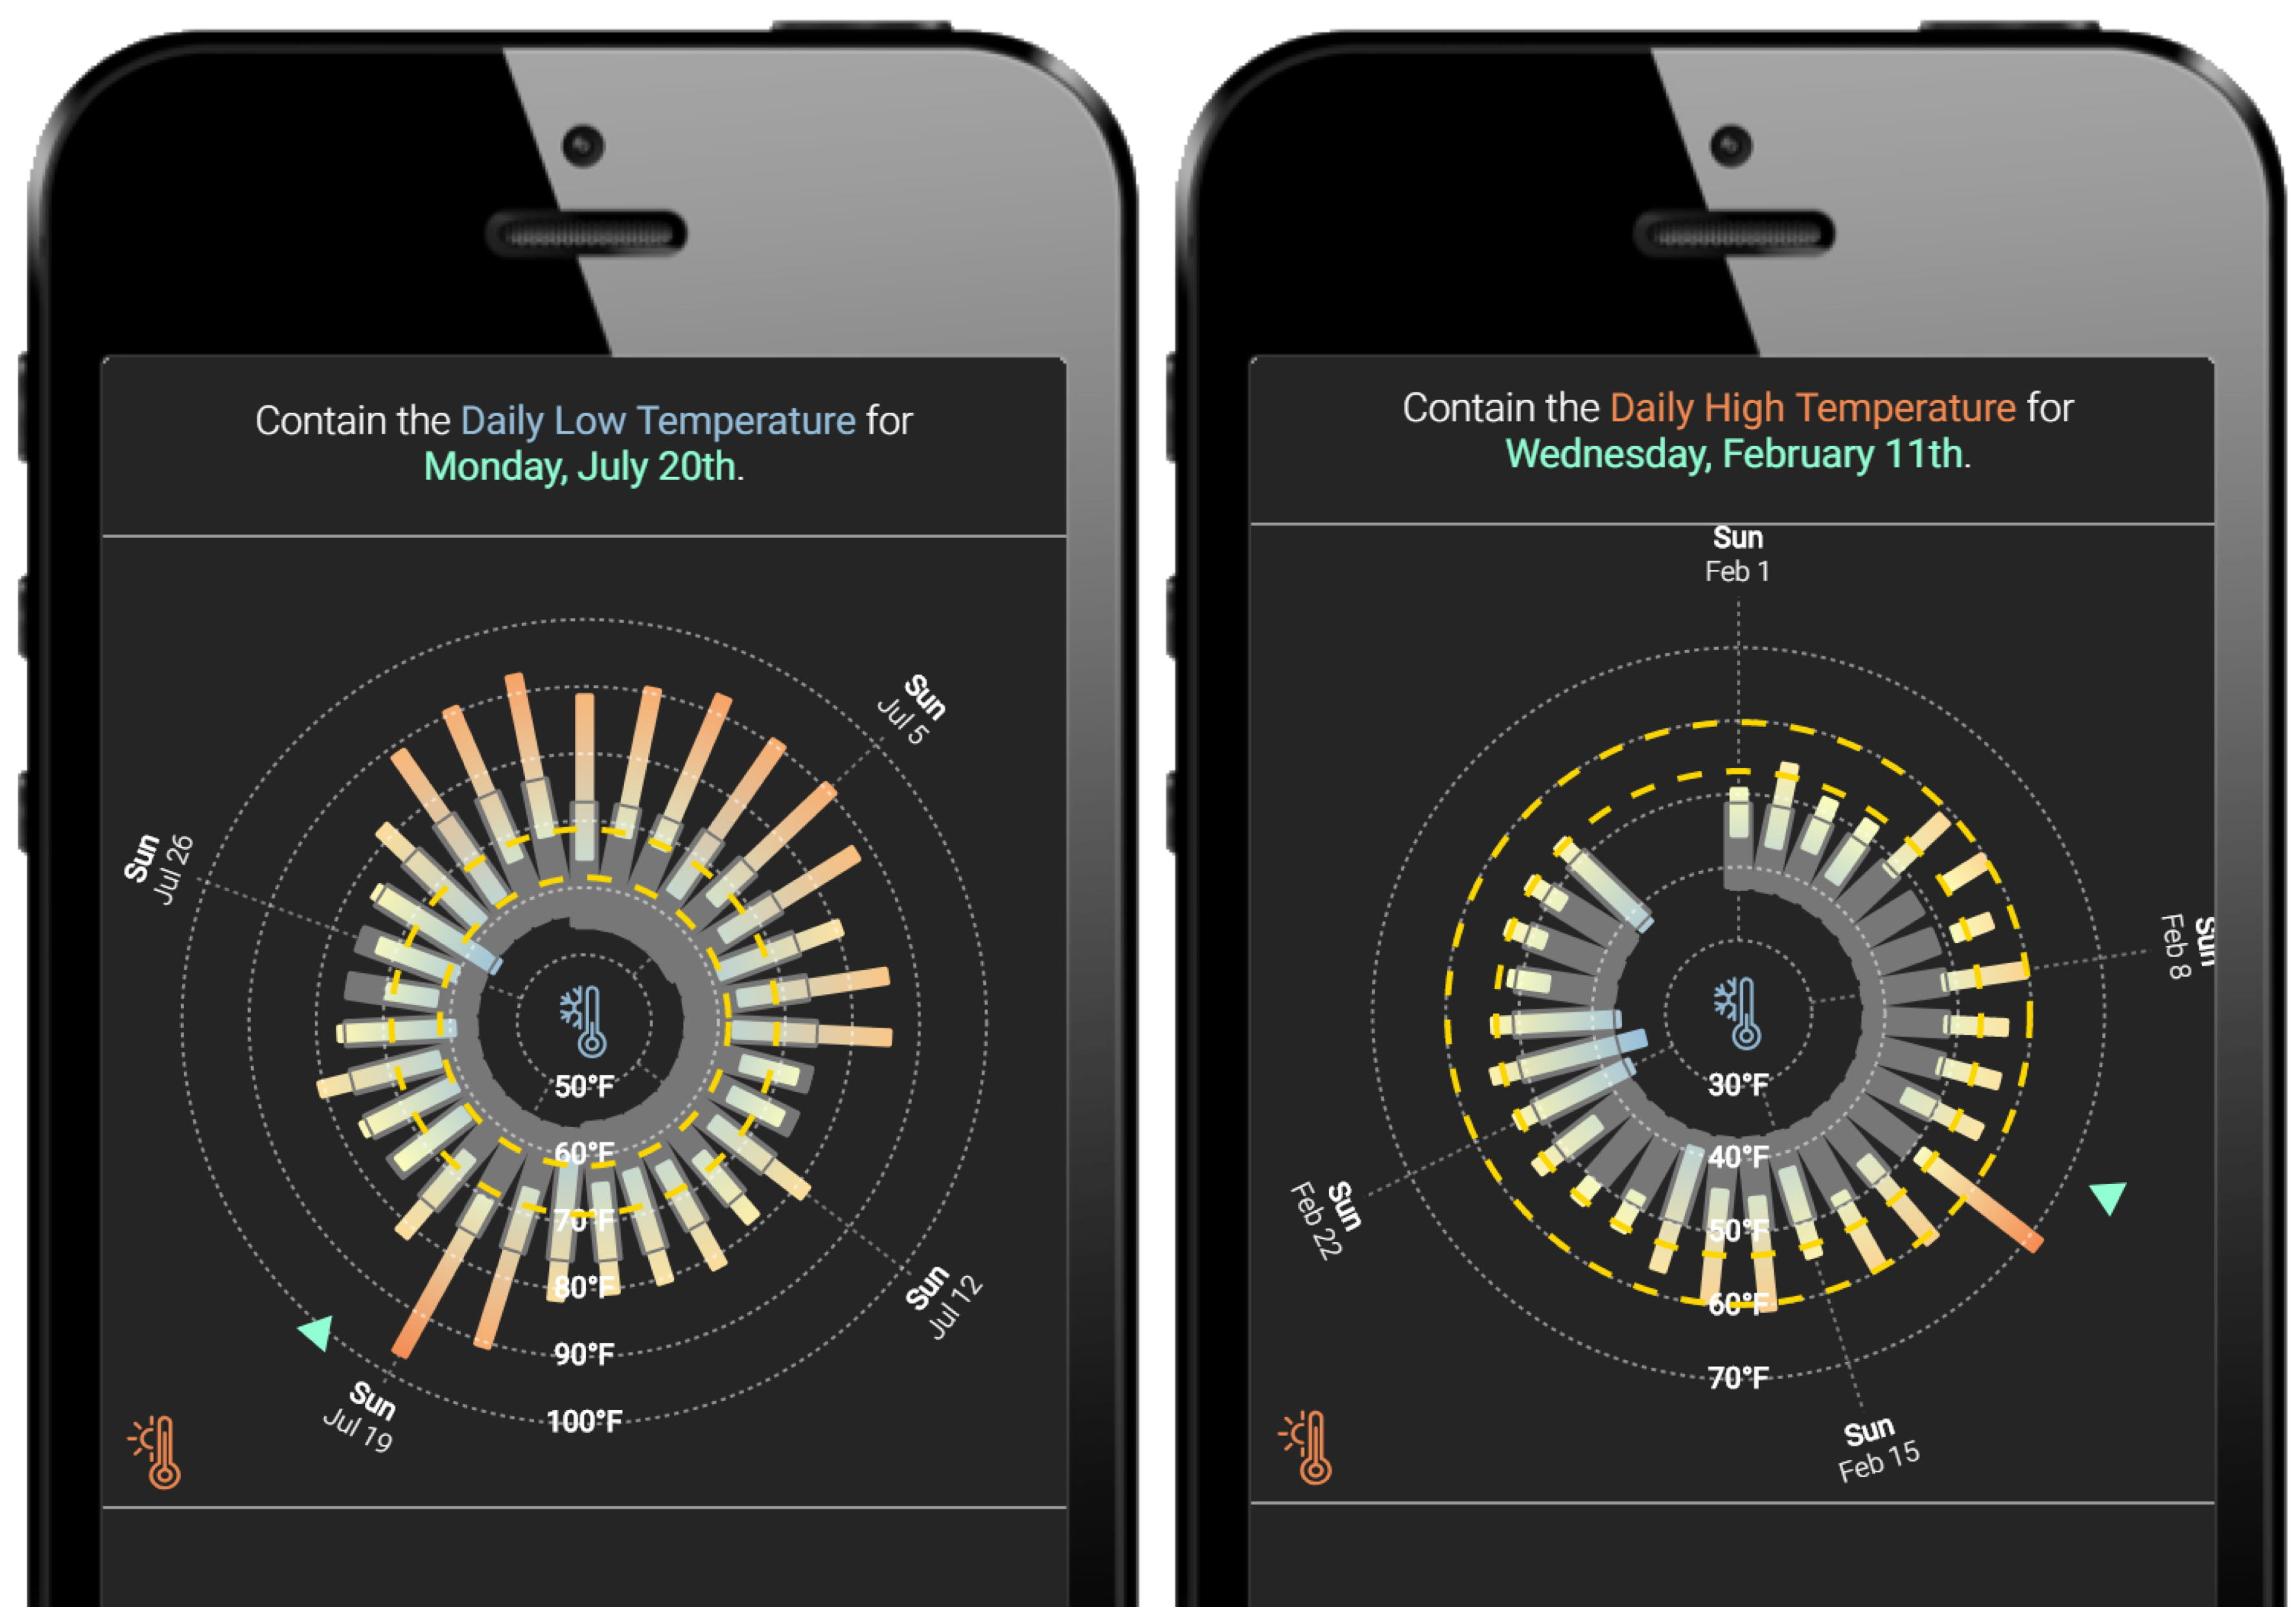 Contain the Daily Low Temperature for
Monday, July 20th.
Sun
Jul 5
Sun
Jul 26
50°F
60°F
70°F
80°F
90°F
100°F
Sun
Jul 12
Sun
Jul 19
Contain the Daily High Temperature for
Wednesday, February 11th.
Sun
Feb 1
Sun
Feb 8
30°F
40°F
50°F
60°F
70°F
Sun
Feb 22
Sun
Feb 15